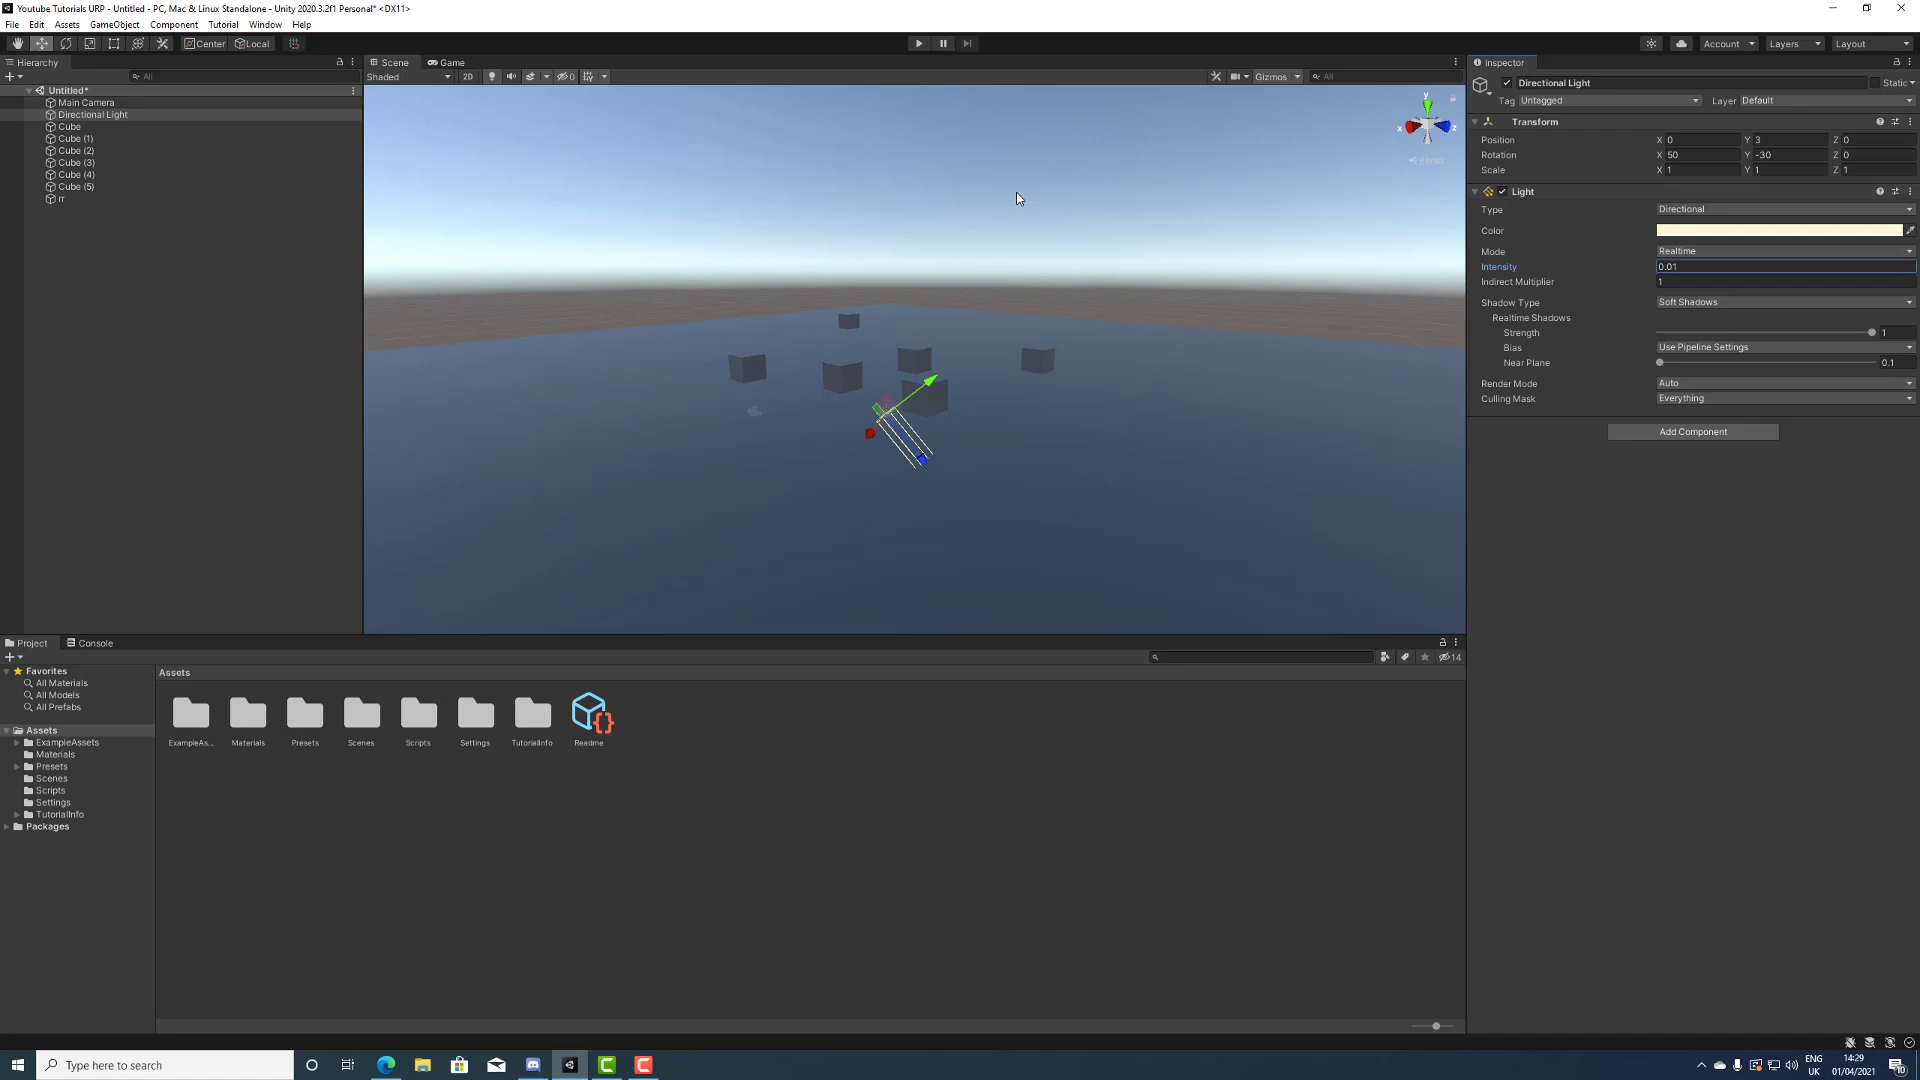 Youtube Tutorials URP - Untitled - PC, Mac & Linux Standalone - Unity 2020.3.2f1 Personal* <DX11>
File Edit Assets GameObject Component Tutorial Window Help
Center Local Account Layers Layout
Hierarchy
All
Untitled*
Main Camera
Directional Light
Cube
Cube (1)
Cube (2)
Cube (3)
Cube (4)
Cube (5)
rr
Scene Game
Shaded 2D 0 Gizmos All
y
x z
Persp
Inspector
Directional Light Static
Tag Untagged Layer Default
Transform
Position X 0 Y 3 Z 0
Rotation X 50 Y -30 Z 0
Scale X 1 Y 1 Z 1
Light
Type Directional
Color
Mode Realtime
Intensity 0.01
Indirect Multiplier 1
Shadow Type Soft Shadows
Realtime Shadows
Strength 1
Bias Use Pipeline Settings
Near Plane 0.1
Render Mode Auto
Culling Mask Everything
Add Component
Project Console
14
Favorites
All Materials
All Models
All Prefabs
Assets
ExampleAssets
Materials
Presets
Scenes
Scripts
Settings
TutorialInfo
Packages
Assets
ExampleAs... Materials Presets Scenes Scripts Settings TutorialInfo Readme
Type here to search
ENG
UK
14:29
01/04/2021
10